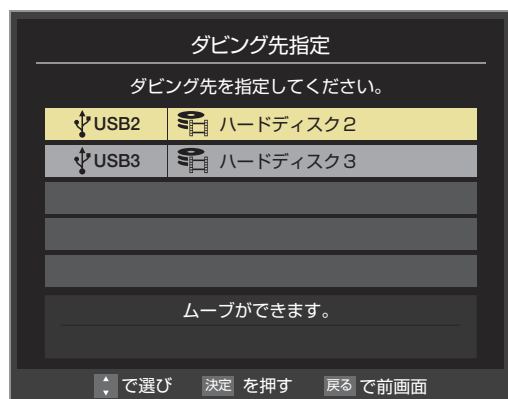 ダビング先指定
ダビング先を指定してください。
USB2 ハードディスク２
USB3 ハードディスク３
ムーブができます。
で選び 決定 を押す 戻る で前画面